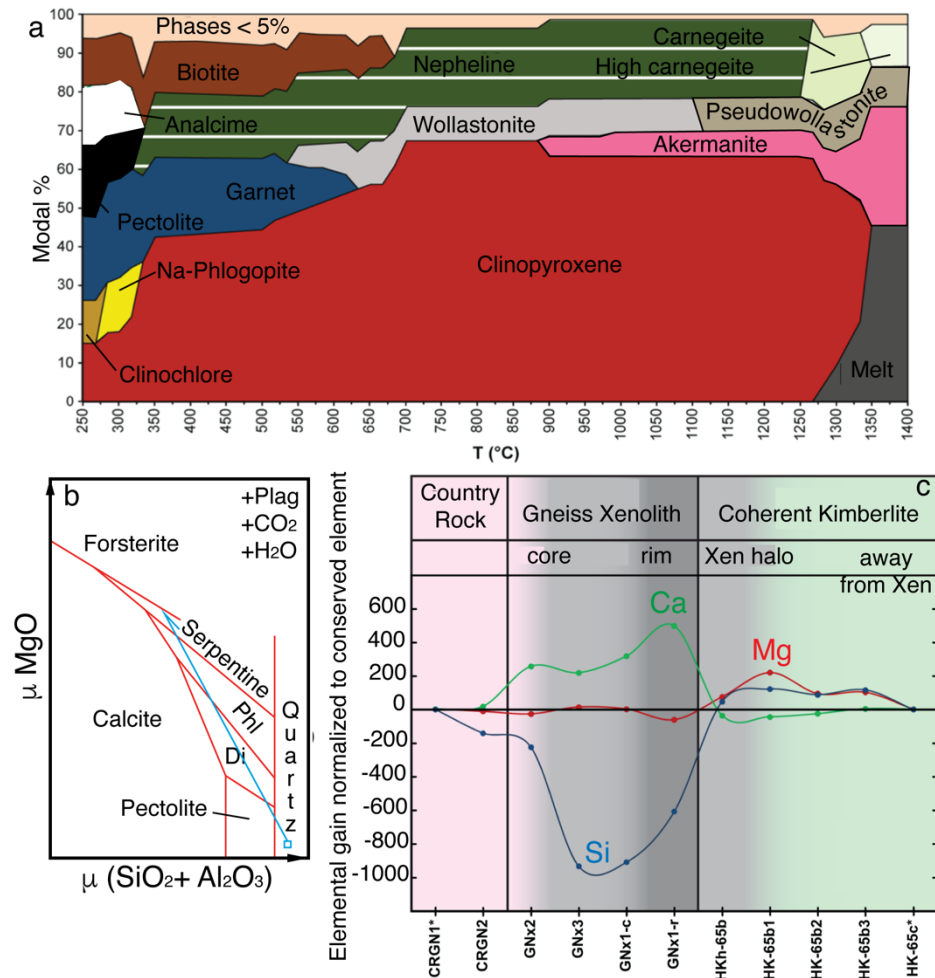 a
Phases < 5%
Biotite
Analcime
Pectolite
Garnet
Na-Phlogopite
Clinochlore
Nepheline
Wollastonite
Clinopyroxene
Carnegeite
High carnegeite
Pseudowollastonite
Akermanite
Melt
Modal %
100
90
80
70
60
50
40
30
20
10
0
250 300 350 400 450 500 550 600 650 700 750 800 850 900 950 1000 1050 1100 1150 1200 1250 1300 1350 1400
T (°C)
b
+Plag
+CO2
+H2O
Forsterite
Serpentine
Phl
Di
Calcite
Pectolite
Quartz
μ MgO
μ (SiO2+ Al2O3)
c
Country
Rock
Gneiss Xenolith
Coherent Kimberlite
core
rim
Xen halo
away
from Xen
Elemental gain normalized to conserved element
600
400
200
0
-200
-400
-600
-800
-1000
Ca
Mg
Si
CRGN1*
CRGN2
GNx2
GNx3
GNx1-c
GNx1-r
HKh-65b
HK-65b1
HK-65b2
HK-65b3
HK-65c*